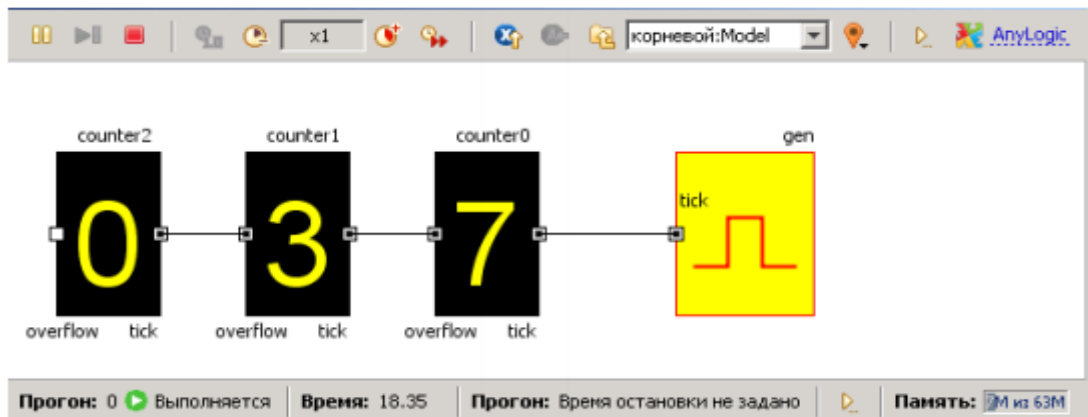 x1 корневой:Model AnyLogic
counter2 counter1 counter0 gen
0 3 7 tick
overflow tick overflow tick overflow tick
Прогон: 0 Выполняется Время: 18.35 Прогон: Время остановки не задано Память: М из 63М